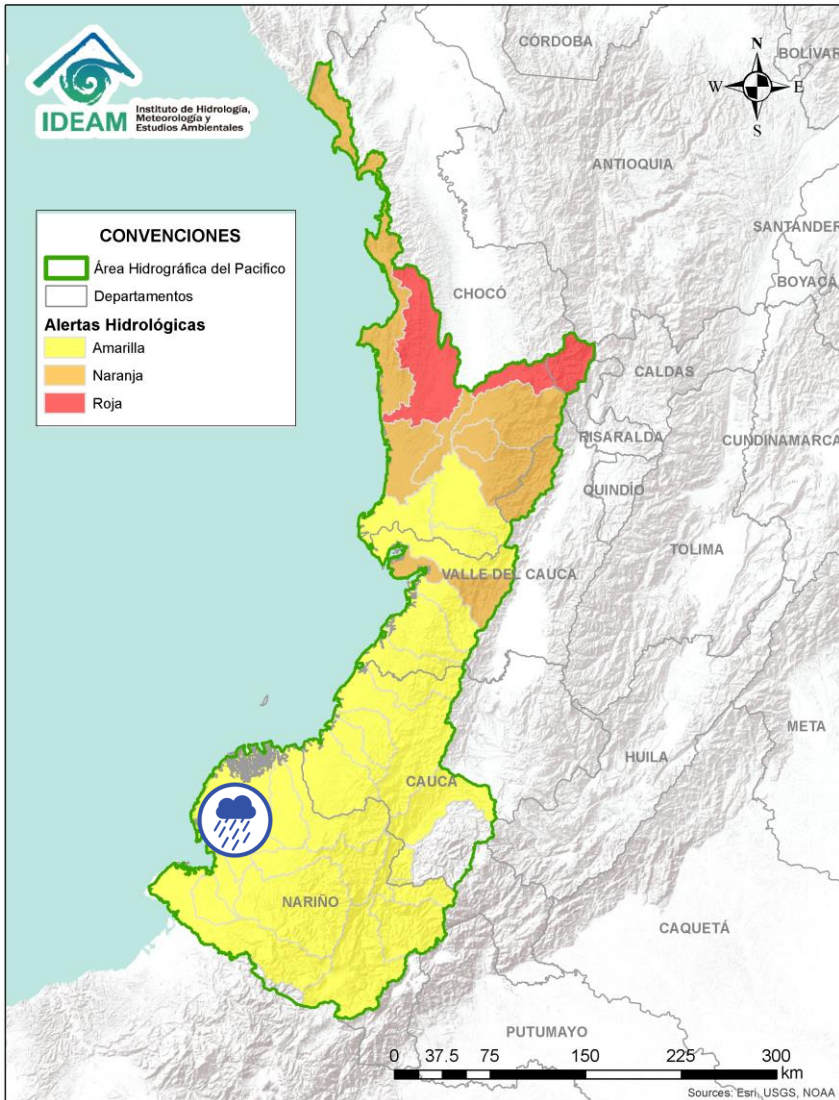 IDEAM
Instituto de Hidrología,
Meteorología y
Estudios Ambientales
CÓRDOBA
BOLÍVAR
N
W
E
S
ANTIOQUIA
SANTANDER
BOYACÁ
CONVENCIONES
Área Hidrográfica del Pacifico
Departamentos
Alertas Hidrológicas
Amarilla
Naranja
Roja
CHOCÓ
CALDAS
RISARALDA
CUNDINAMARCA
QUINDÍO
TOLIMA
VALLE DEL CAUCA
META
HUILA
CAUCA
NARIÑO
CAQUETÁ
PUTUMAYO
0 37.5 75 150 225 300
km
Sources: Esri, USGS, NOAA